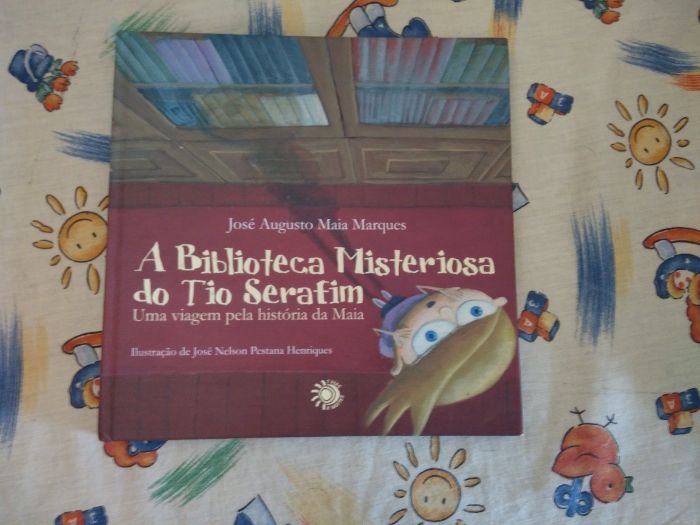 José Augusto Maia Marques
A Biblioteca Misteriosa
do Tio Serafim
Uma viagem pela história da Maia
Ilustração de José Nelson Pestana Henriques